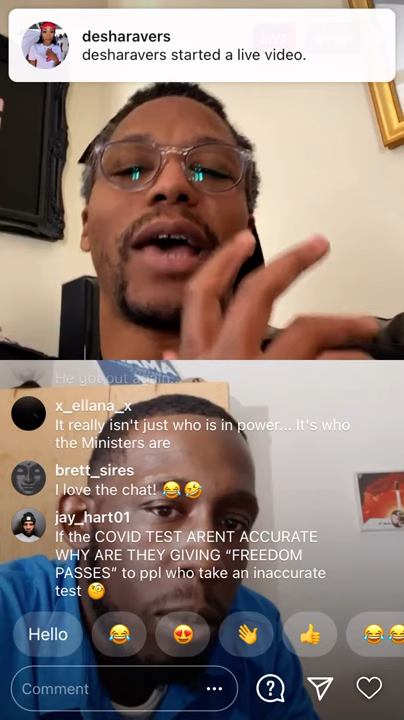 desharavers
desharavers started a live video.
LIVE
He got out again...
x_ellana_x
It really isn't just who is in power... It's who
the Ministers are
brett_sires
I love the chat! 😂🤣
jay_hart01
If the COVID TEST ARENT ACCURATE
WHY ARE THEY GIVING “FREEDOM
PASSES” to ppl who take an inaccurate
test 🧐
Hello 😂 😍 👋 👍 😂😂
Comment